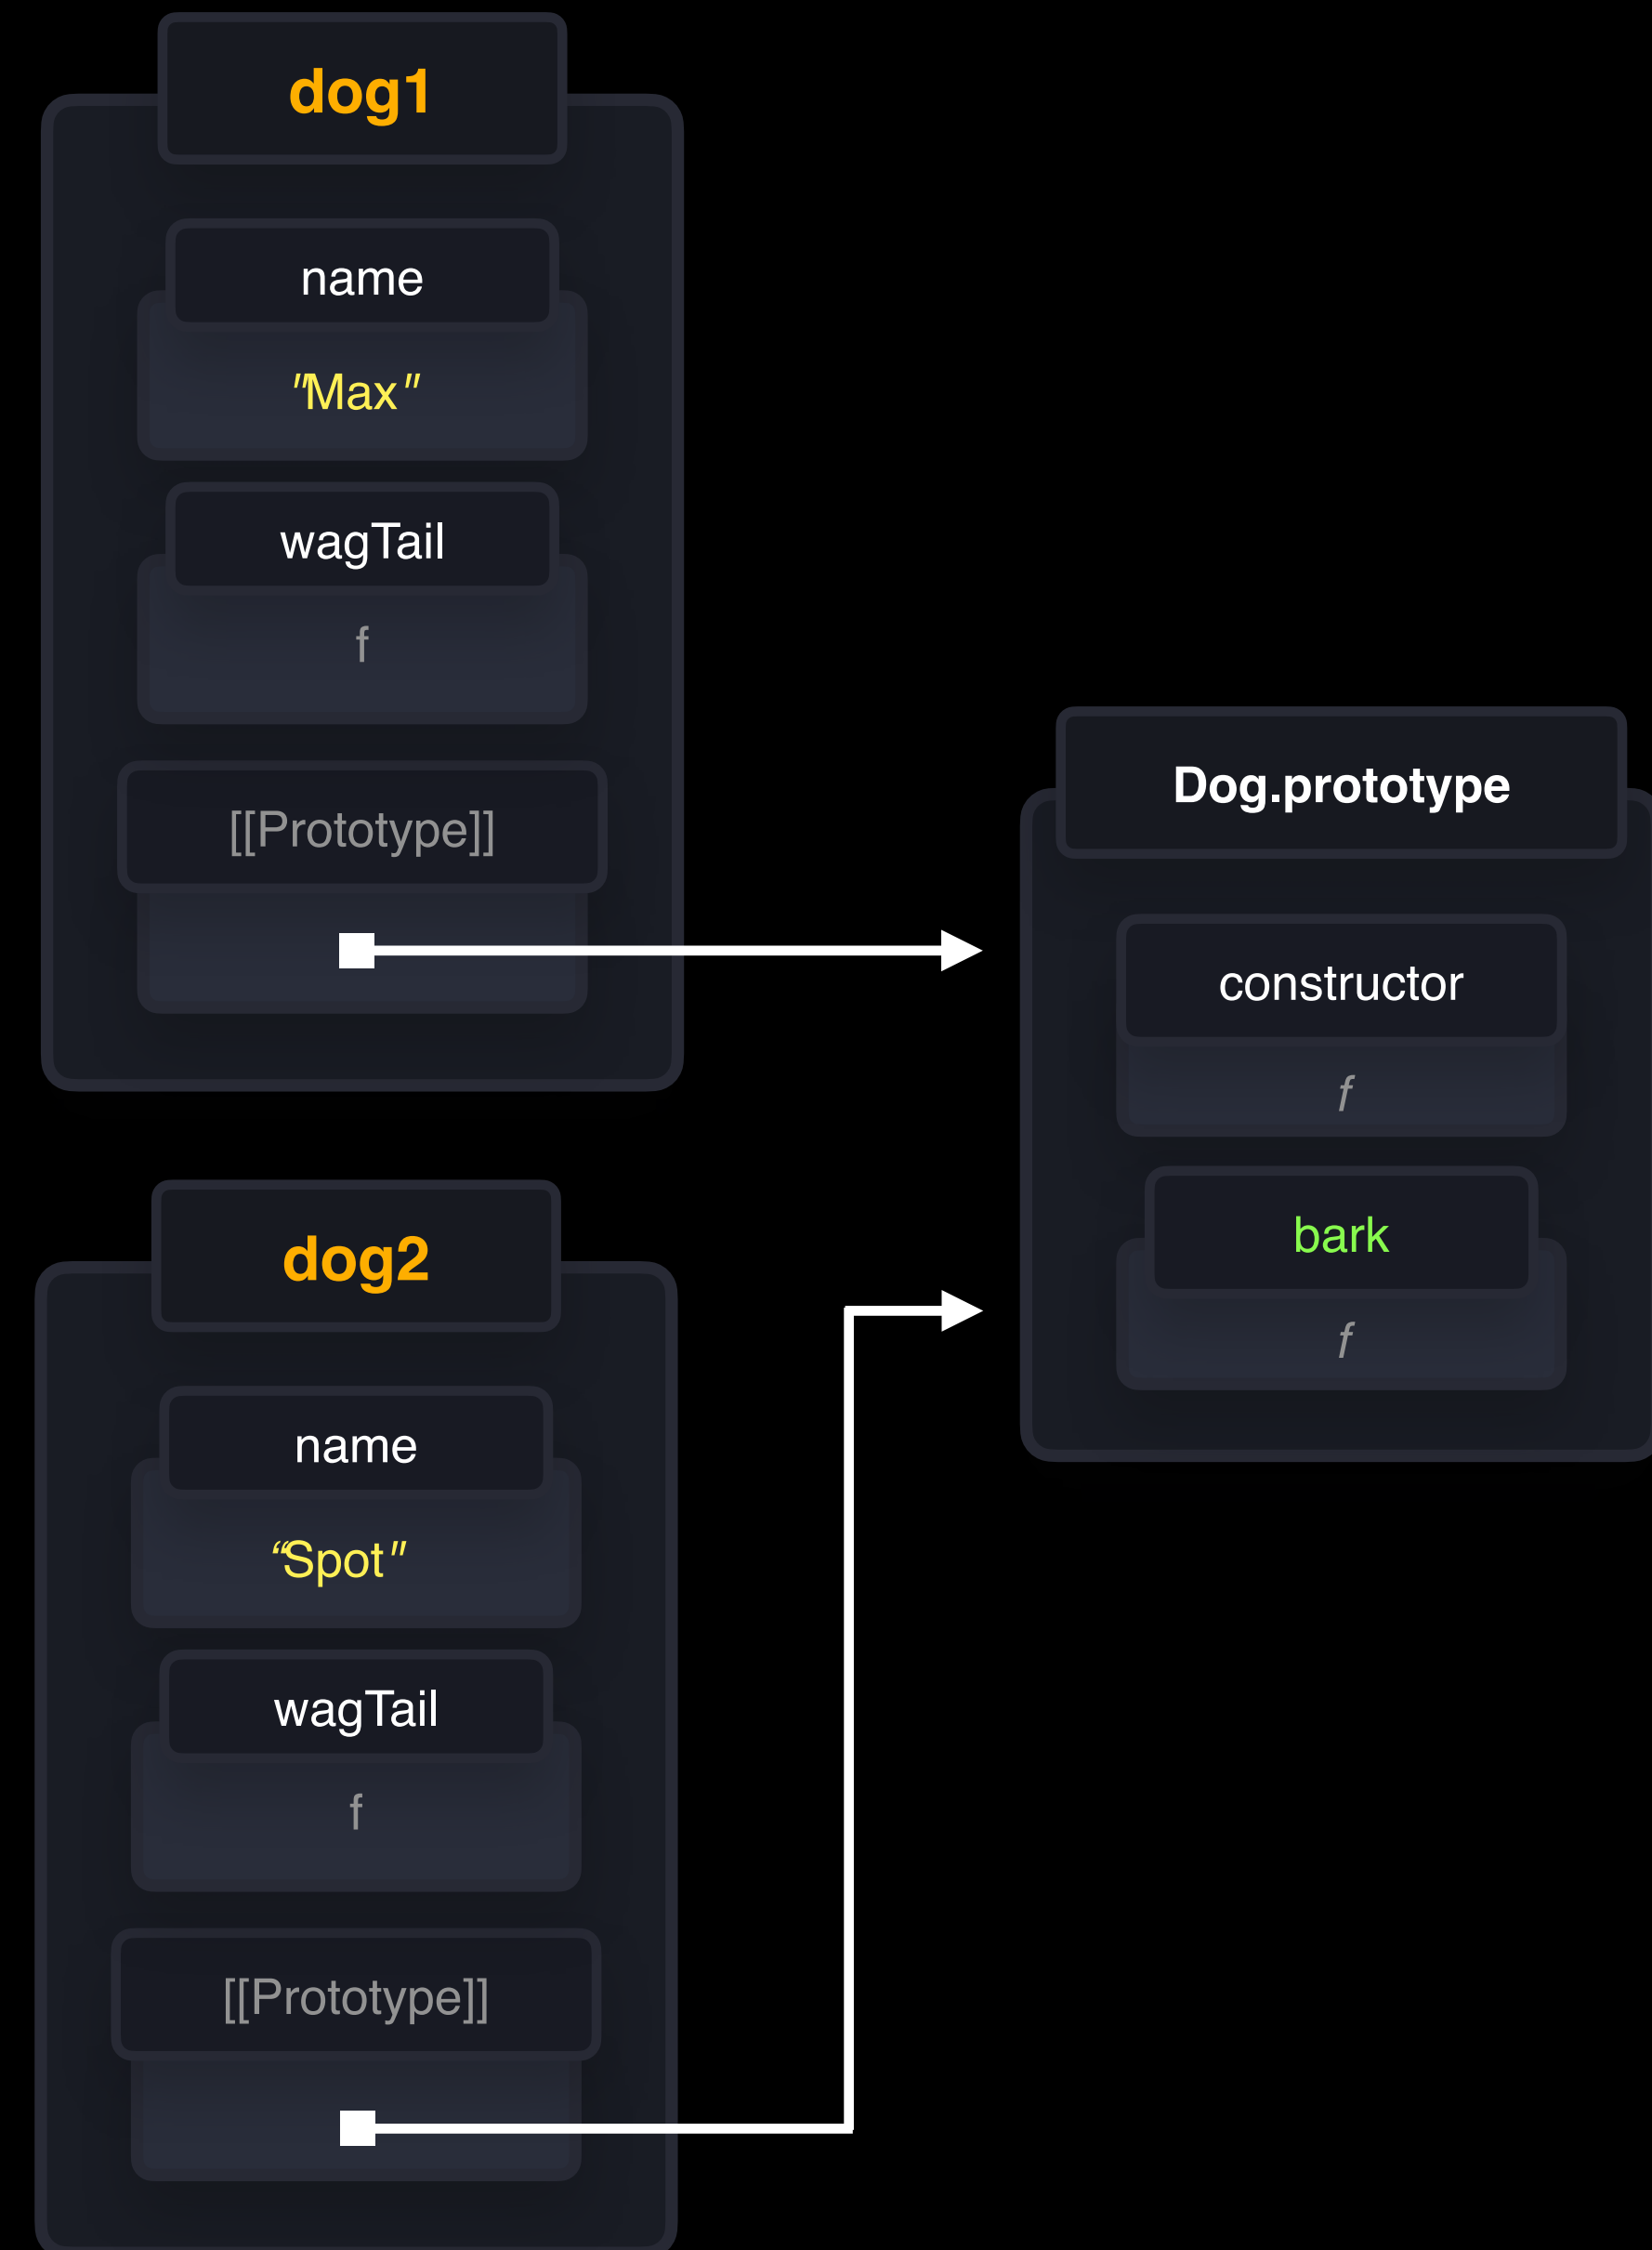 dog1
name
"Max"
wagTail
f
[[Prototype]]
dog2
name
“Spot"
wagTail
f
[[Prototype]]
Dog.prototype
constructor
f
bark
f